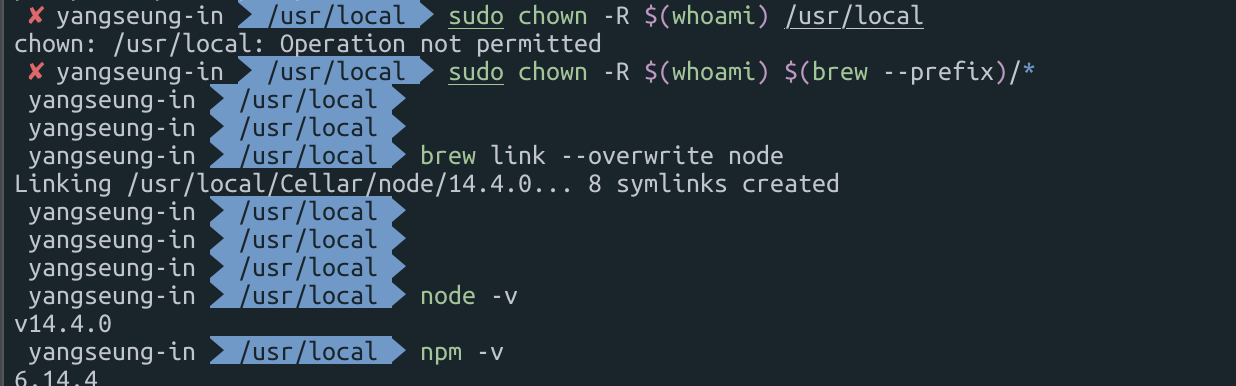 ✘ yangseung-in /usr/local sudo chown -R $(whoami) /usr/local
chown: /usr/local: Operation not permitted
✘ yangseung-in /usr/local sudo chown -R $(whoami) $(brew --prefix)/*
yangseung-in /usr/local
yangseung-in /usr/local
yangseung-in /usr/local brew link --overwrite node
Linking /usr/local/Cellar/node/14.4.0... 8 symlinks created
yangseung-in /usr/local
yangseung-in /usr/local
yangseung-in /usr/local
yangseung-in /usr/local node -v
v14.4.0
yangseung-in /usr/local npm -v
6.14.4